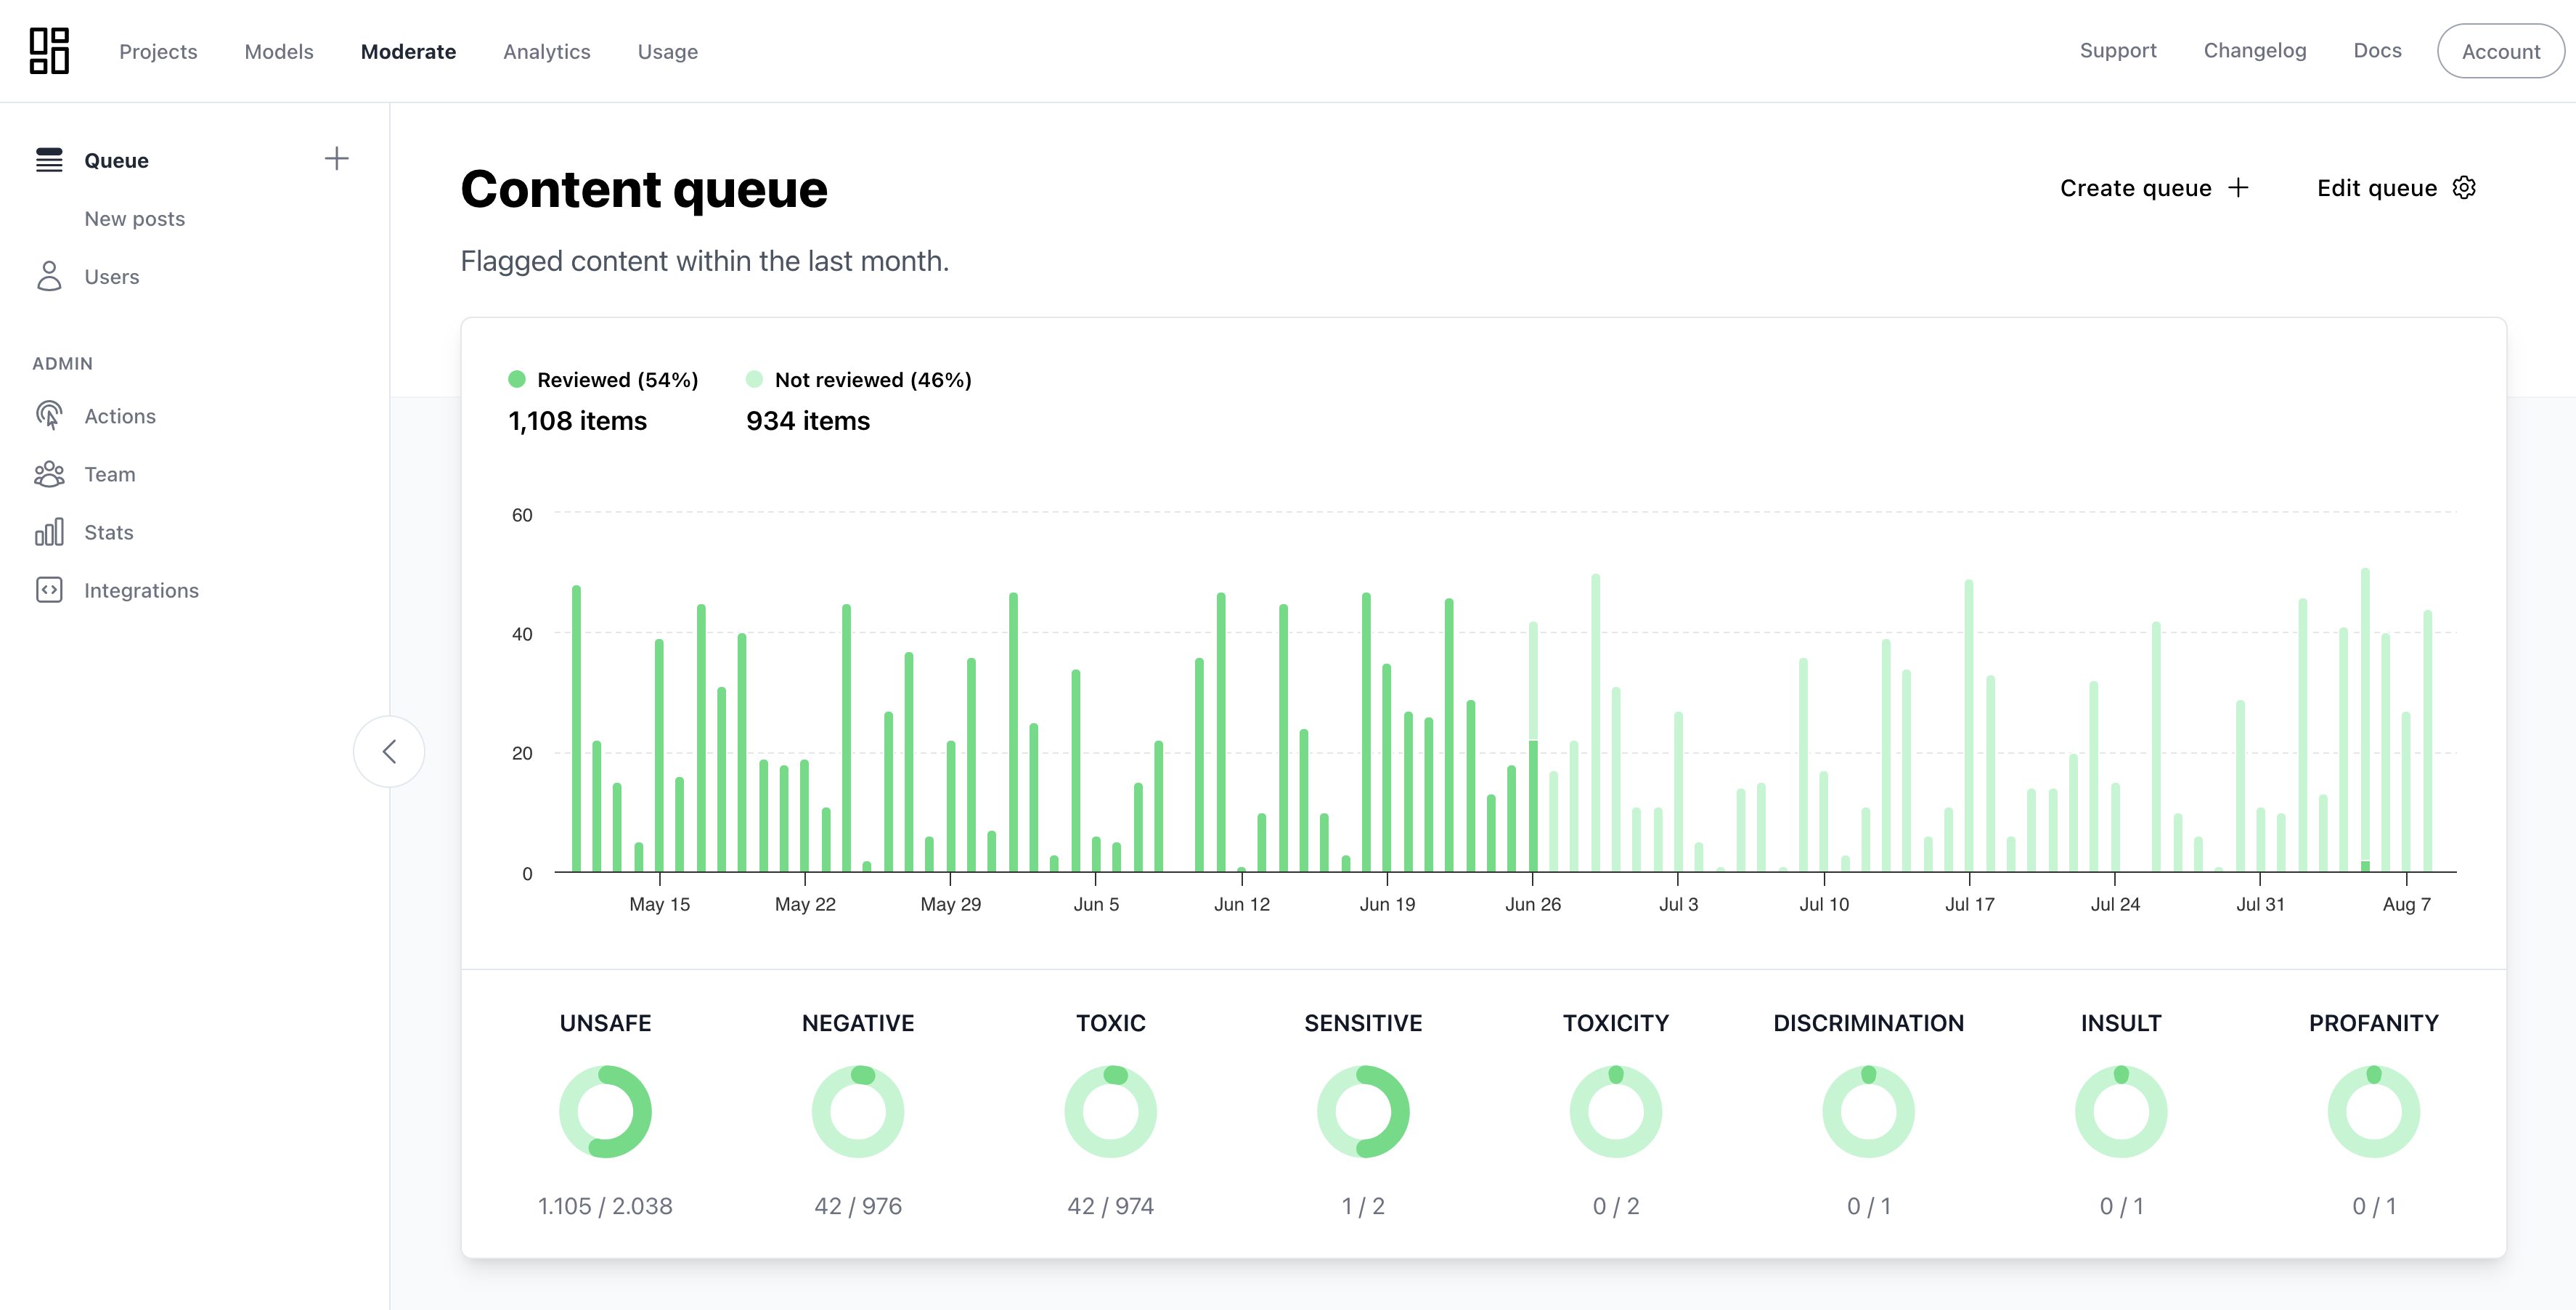 Projects Models Moderate Analytics Usage Support Changelog Docs Account
Queue
New posts
Users
ADMIN
Actions
Team
Stats
Integrations
Content queue
Create queue Edit queue
Flagged content within the last month.
Reviewed (54%) Not reviewed (46%)
1,108 items 934 items
60
40
20
0
May 15 May 22 May 29 Jun 5 Jun 12 Jun 19 Jun 26 Jul 3 Jul 10 Jul 17 Jul 24 Jul 31 Aug 7
UNSAFE NEGATIVE TOXIC SENSITIVE TOXICITY DISCRIMINATION INSULT PROFANITY
1.105 / 2.038 42 / 976 42 / 974 1 / 2 0 / 2 0 / 1 0 / 1 0 / 1